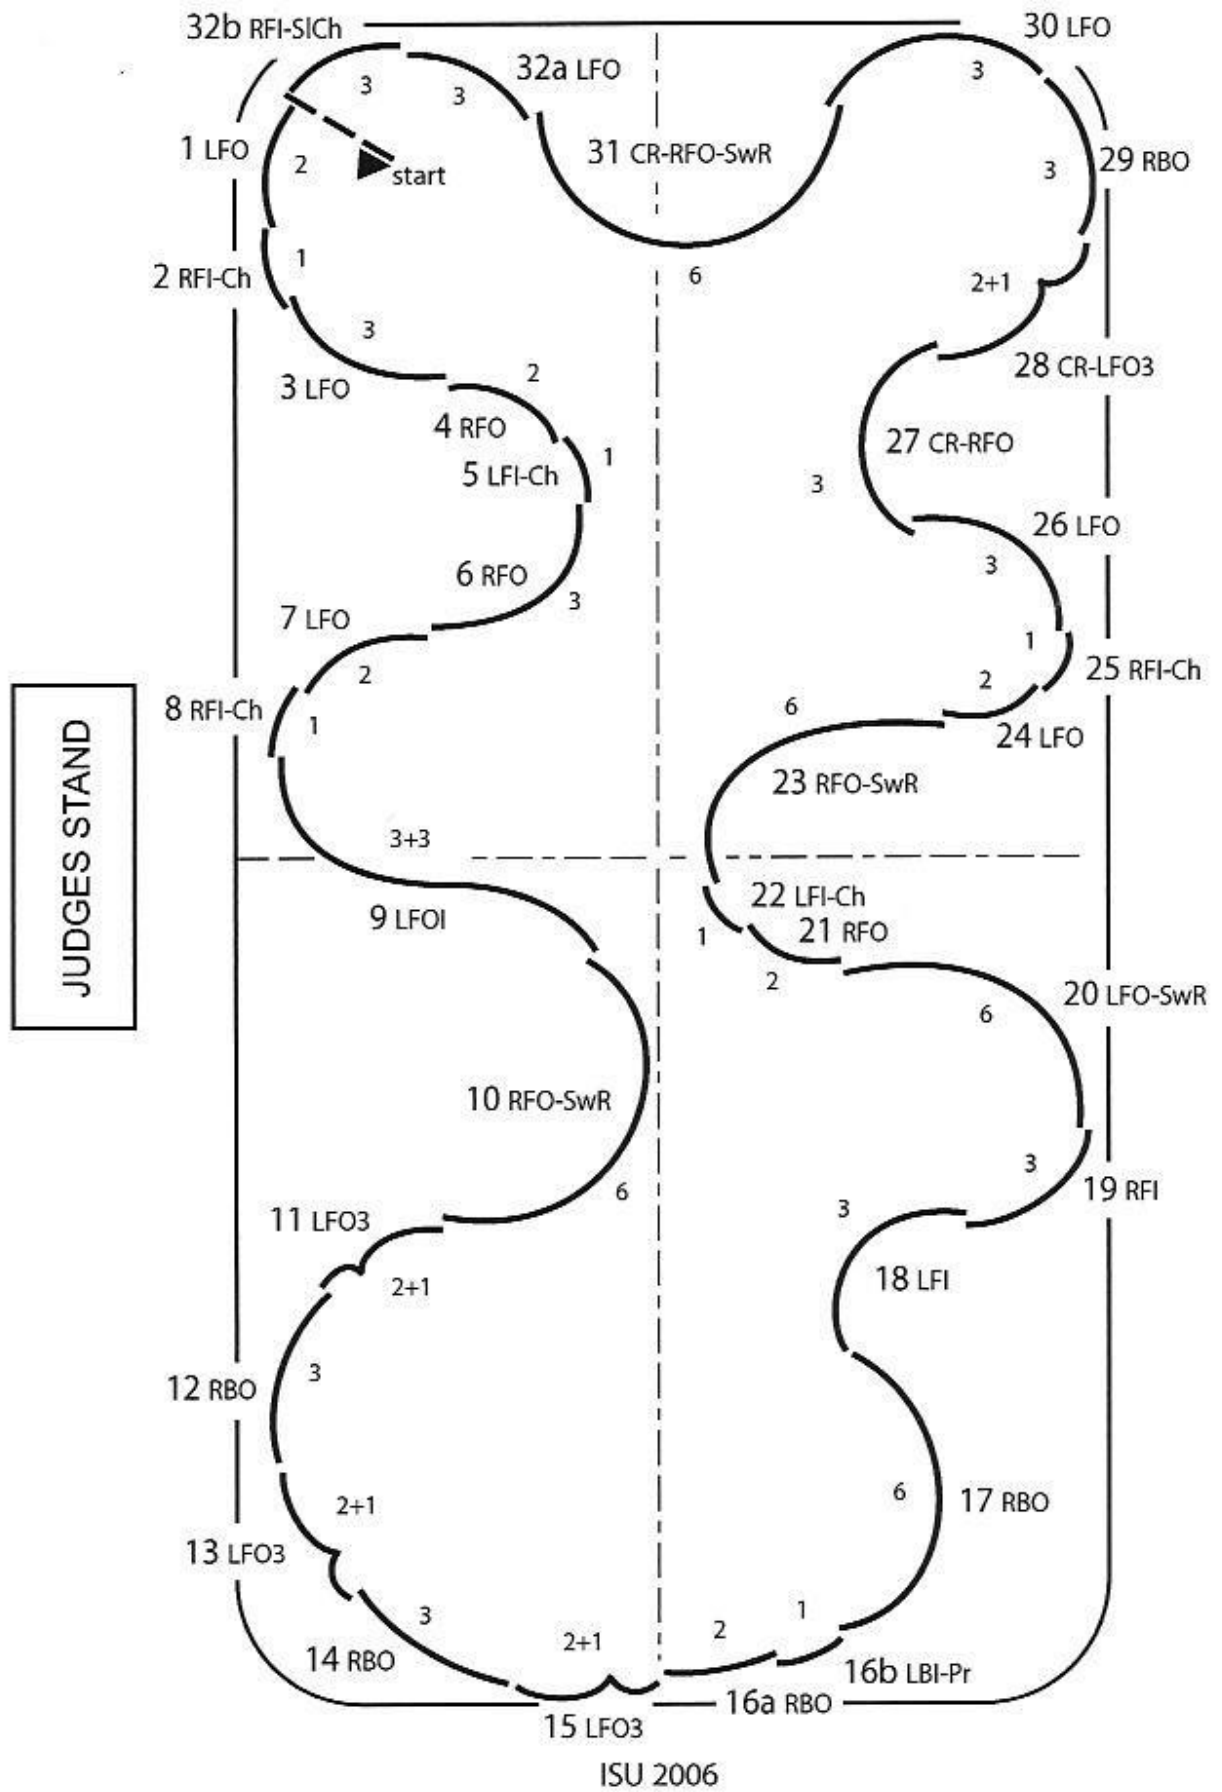 32b RFI-SlCh
30 LFO
32a LFO
3
3
3
1 LFO
2
start
31 CR-RFO-SwR
3
29 RBO
1
2 RFI-Ch
6
2+1
3
3 LFO
2
28 CR-LFO3
4 RFO
27 CR-RFO
5 LFI-Ch
1
3
26 LFO
6 RFO
3
3
7 LFO
2
1
25 RFI-Ch
2
8 RFI-Ch
1
6
24 LFO
JUDGES STAND
23 RFO-SwR
3+3
22 LFI-Ch
9 LFOI
1
21 RFO
2
20 LFO-SwR
6
10 RFO-SwR
3
19 RFI
6
3
11 LFO3
18 LFI
2+1
3
12 RBO
6
17 RBO
2+1
13 LFO3
3
1
2
2+1
14 RBO
16b LBI-Pr
16a RBO
15 LFO3
ISU 2006